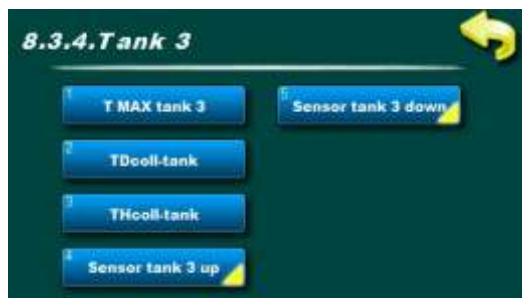 8.3.4.Tank 3
1
T MAX tank 3
2
TDcoll-tank
3
THcoll-tank
4
Sensor tank 3 up
5
Sensor tank 3 down